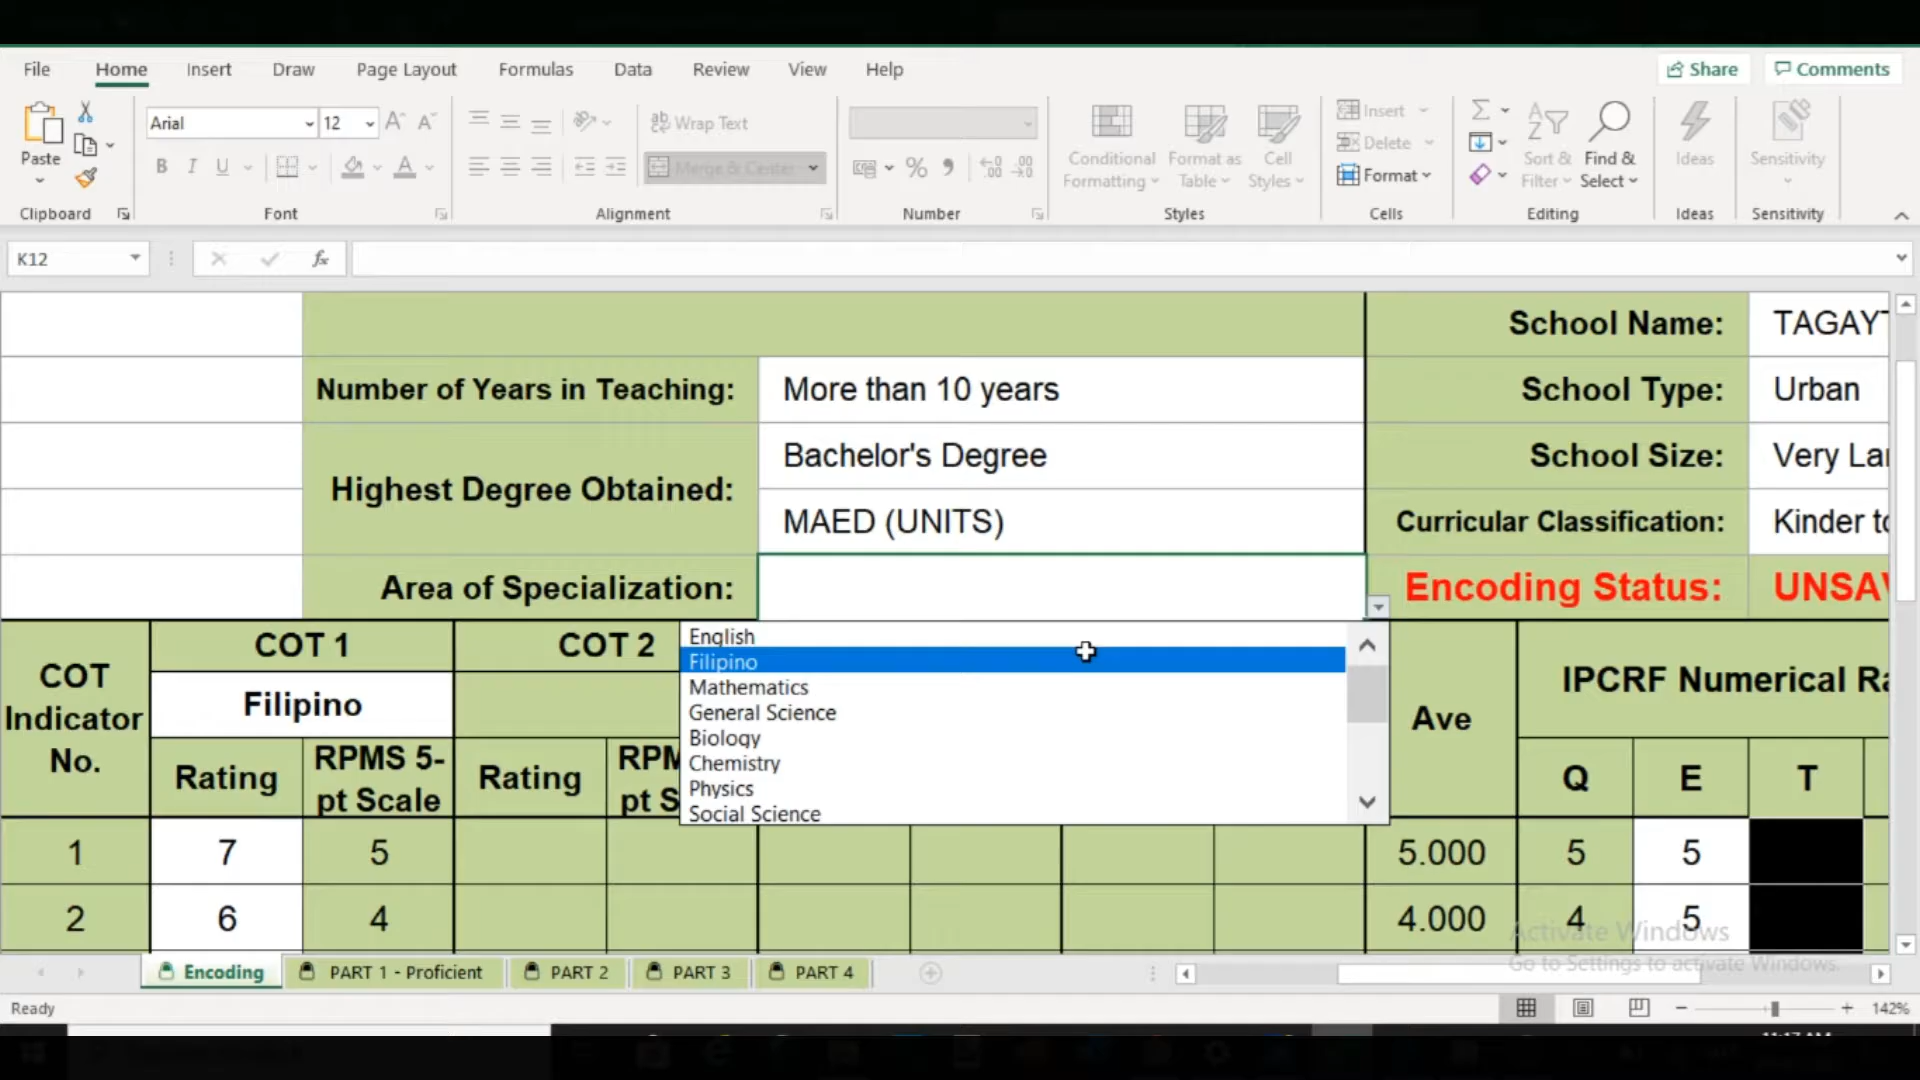 File Home Insert Draw Page Layout Formulas Data Review View Help Share Comments
Arial 12 Wrap Text
Paste B I U Merge & Center % Conditional Formatting Format as Table Cell Styles Insert Delete Format Sort & Filter Find & Select Ideas Sensitivity
Clipboard Font Alignment Number Styles Cells Editing Ideas Sensitivity
K12 fx
School Name: TAGAY
Number of Years in Teaching: More than 10 years School Type: Urban
Highest Degree Obtained: Bachelor's Degree School Size: Very La
MAED (UNITS) Curricular Classification: Kinder t
Area of Specialization: Encoding Status: UNSA
COT Indicator No. COT 1 COT 2 Ave IPCRF Numerical Ra
Filipino
Rating RPMS 5-pt Scale Rating RPM pt S Q E T
English
Filipino
Mathematics
General Science
Biology
Chemistry
Physics
Social Science
1 7 5 5.000 5 5
2 6 4 4.000 4 5
Activate Windows
Go to Settings to activate Windows.
Encoding PART 1 - Proficient PART 2 PART 3 PART 4
Ready 142%